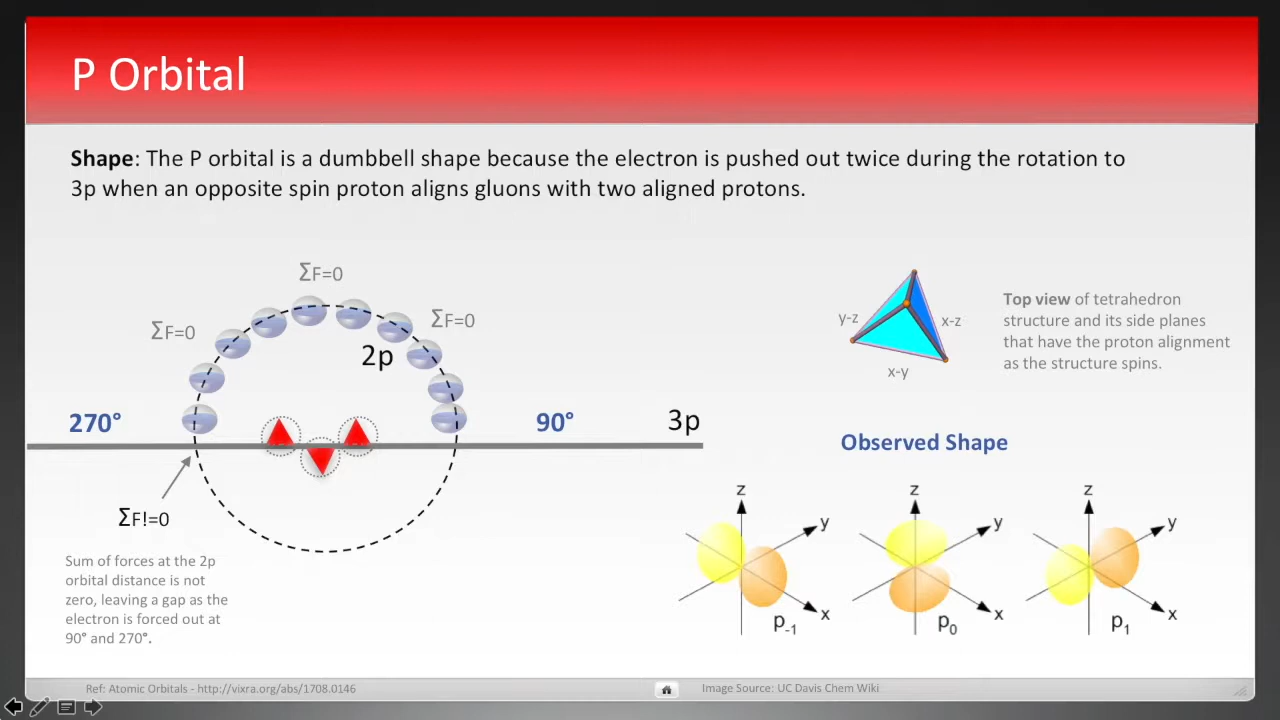 P Orbital
Shape: The P orbital is a dumbbell shape because the electron is pushed out twice during the rotation to
3p when an opposite spin proton aligns gluons with two aligned protons.
ΣF=0
ΣF=0
ΣF=0
2p
270°
90°
3p
ΣF!=0
Sum of forces at the 2p
orbital distance is not
zero, leaving a gap as the
electron is forced out at
90° and 270°.
y-z
x-z
x-y
Top view of tetrahedron
structure and its side planes
that have the proton alignment
as the structure spins.
Observed Shape
z
y
x
p-1
z
y
x
p0
z
y
x
p1
Ref: Atomic Orbitals - http://vixra.org/abs/1708.0146
Image Source: UC Davis Chem Wiki